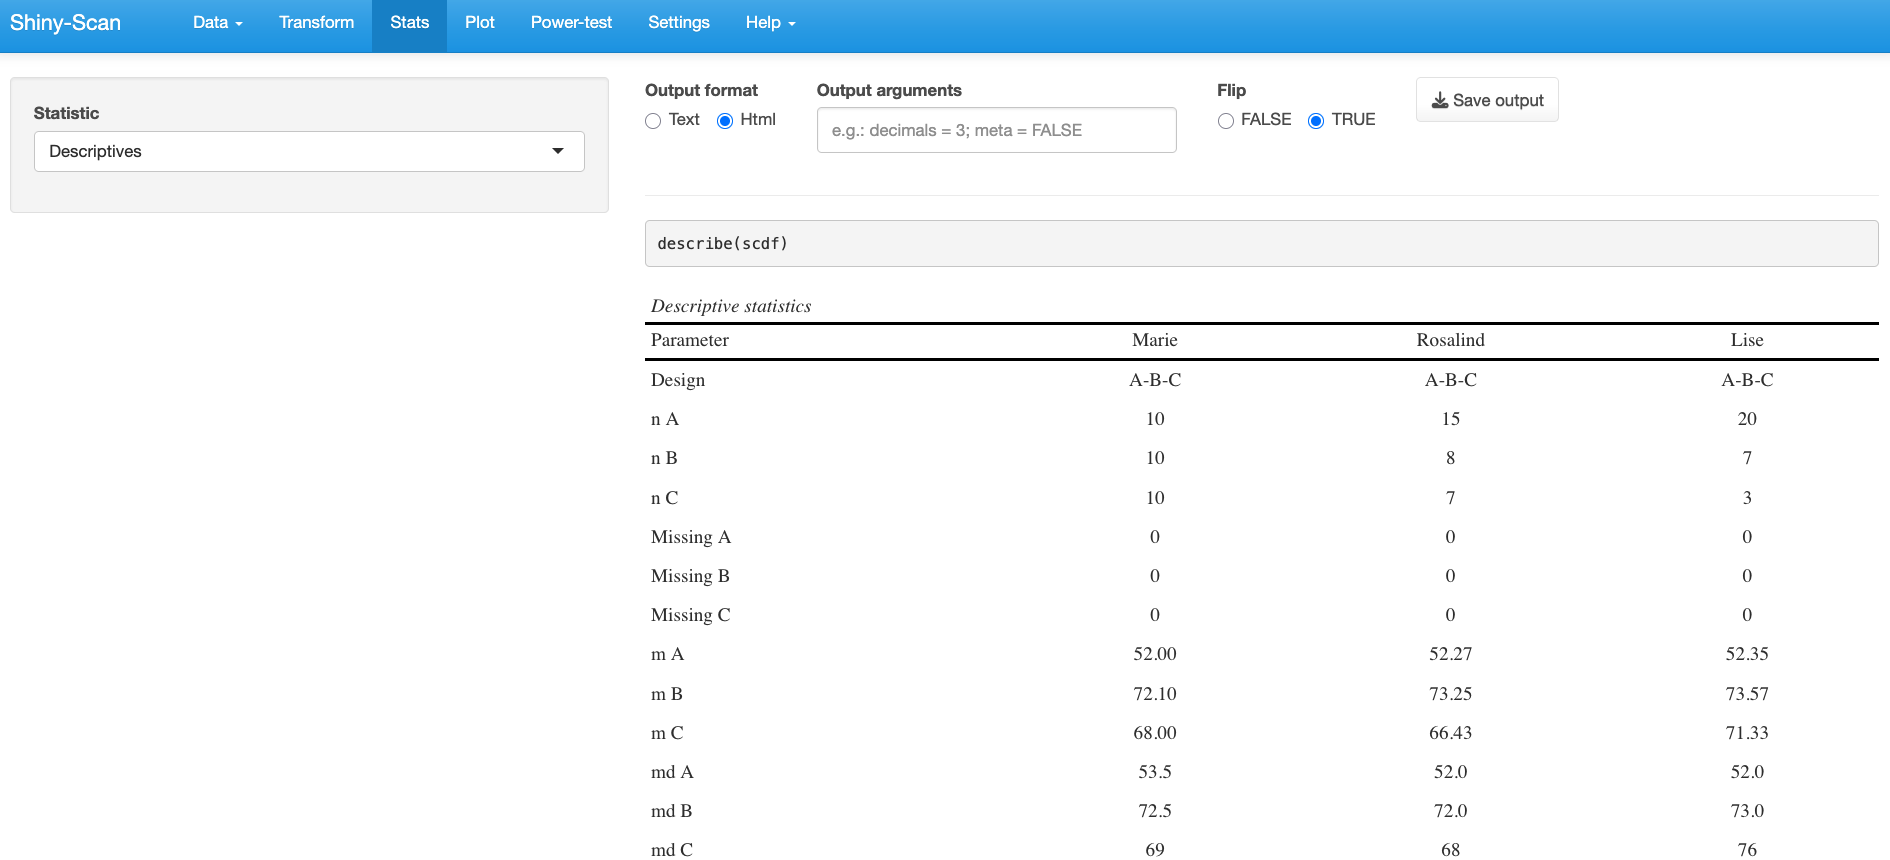 Shiny-Scan Data Transform Stats Plot Power-test Settings Help
Statistic
Descriptives
Output format Output arguments Flip
Text Html e.g.: decimals = 3; meta = FALSE FALSE TRUE Save output
describe(scdf)
Descriptive statistics
Parameter Marie Rosalind Lise
Design A-B-C A-B-C A-B-C
n A 10 15 20
n B 10 8 7
n C 10 7 3
Missing A 0 0 0
Missing B 0 0 0
Missing C 0 0 0
m A 52.00 52.27 52.35
m B 72.10 73.25 73.57
m C 68.00 66.43 71.33
md A 53.5 52.0 52.0
md B 72.5 72.0 73.0
md C 69 68 76